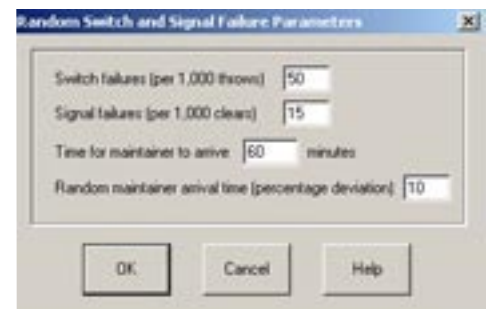 Random Switch and Signal Failure Parameters
Switch failures (per 1,000 throws) 50
Signal failures (per 1,000 clears) 15
Time for maintainer to arrive 60 minutes
Random maintainer arrival time (percentage deviation) 10
OK Cancel Help